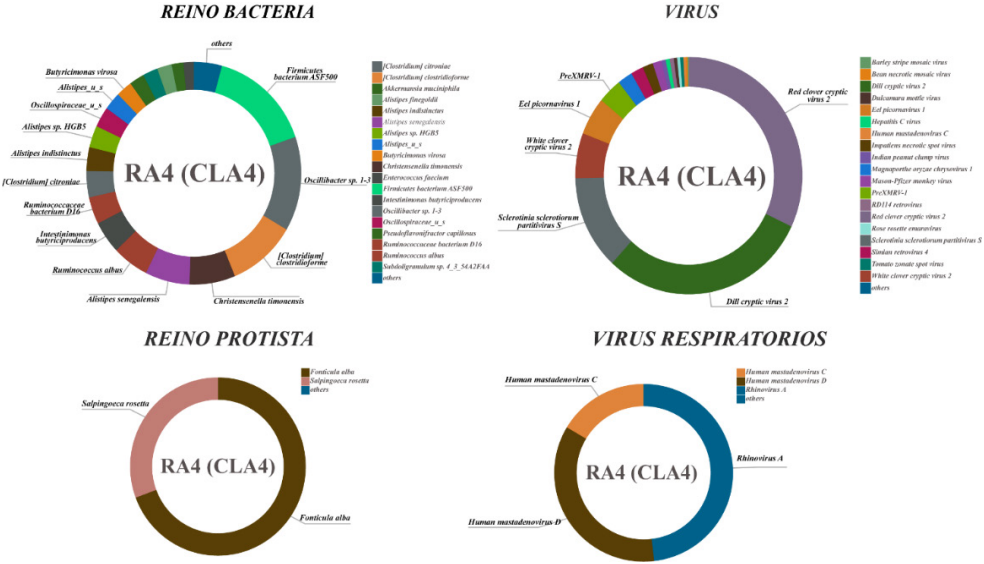 REINO BACTERIA
others
Firmicutes
bacterium ASF500
Oscillibacter sp. 1-3
[Clostridium]
clostridioforme
Christensenella timonensis
Alistipes senegalensis
Ruminococcus albus
Intestinimonas
butyriciproducens
Ruminococcaceae
bacterium D16
[Clostridium] citroniae
Alistipes indistinctus
Alistipes sp. HGB5
Oscillospiraceae_u_s
Alistipes_u_s
Butyricimonas virosa
RA4 (CLA4)
[Clostridium] citroniae
[Clostridium] clostridioforme
Akkermansia muciniphila
Alistipes finegoldii
Alistipes indistinctus
Alistipes senegalensis
Alistipes sp. HGB5
Alistipes_u_s
Butyricimonas virosa
Christensenella timonensis
Enterococcus faecium
Firmicutes bacterium ASF500
Intestinimonas butyriciproducens
Oscillibacter sp. 1-3
Oscillospiraceae_u_s
Pseudoflavonifractor capillosus
Ruminococcaceae bacterium D16
Ruminococcus albus
Subdoligranulum sp. 4_3_54A2FAA
others
VIRUS
PreXMRV-1
Eel picornavirus 1
White clover
cryptic virus 2
Sclerotinia sclerotiorum
partitivirus S
Dill cryptic virus 2
Red clover cryptic
virus 2
RA4 (CLA4)
Barley stripe mosaic virus
Bean necrotic mosaic virus
Dill cryptic virus 2
Dulcamara mottle virus
Eel picornavirus 1
Hepatitis C virus
Human mastadenovirus C
Impatiens necrotic spot virus
Indian peanut clump virus
Magnaporthe oryzae chrysovirus 1
Mason-Pfizer monkey virus
PreXMRV-1
RD114 retrovirus
Red clover cryptic virus 2
Rose rosette emaravirus
Sclerotinia sclerotiorum partitivirus S
Simian retrovirus 4
Tomato zonate spot virus
White clover cryptic virus 2
others
REINO PROTISTA
Salpingoeca rosetta
Fonticula alba
RA4 (CLA4)
Fonticula alba
Salpingoeca rosetta
others
VIRUS RESPIRATORIOS
Human mastadenovirus C
Rhinovirus A
Human mastadenovirus D
RA4 (CLA4)
Human mastadenovirus C
Human mastadenovirus D
Rhinovirus A
others